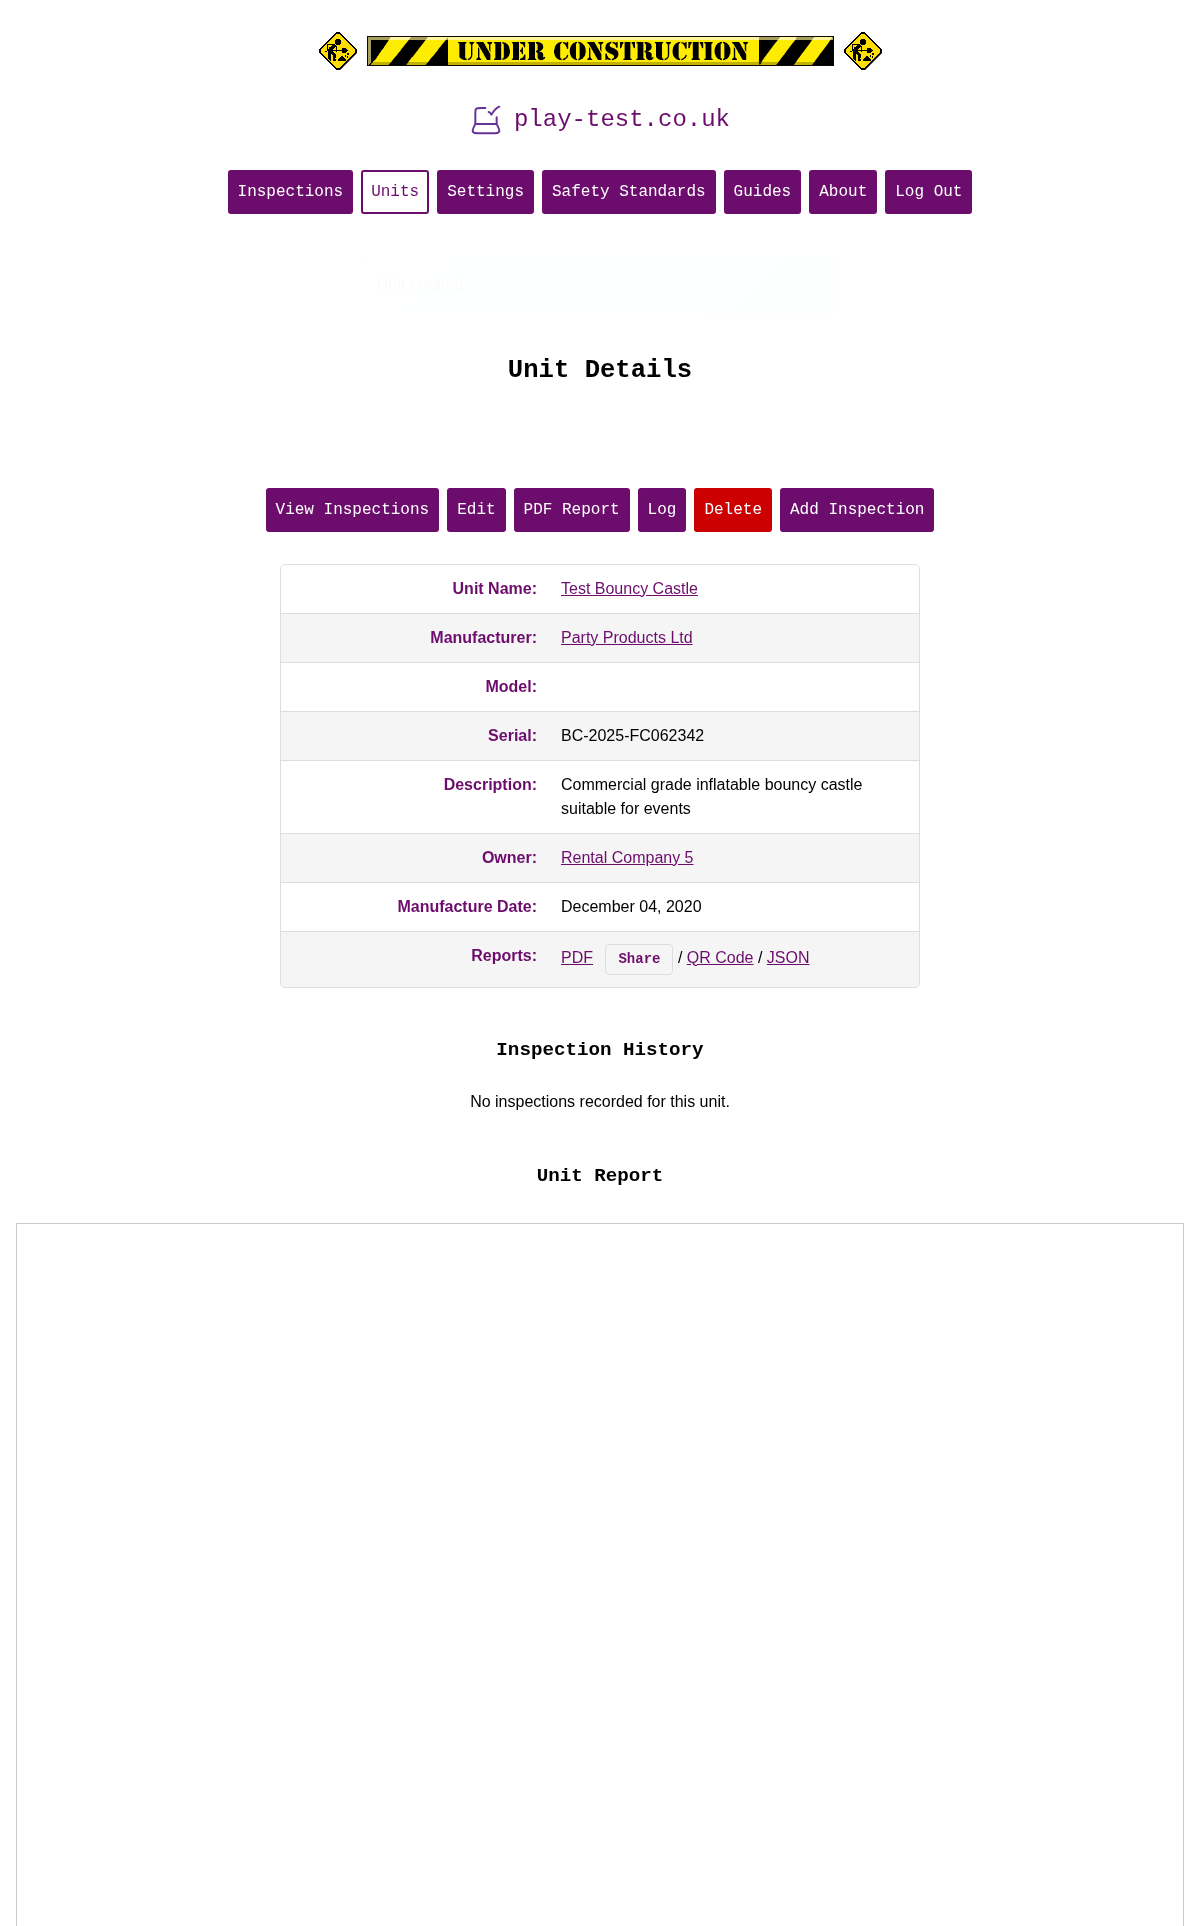 UNDER CONSTRUCTION
play-test.co.uk
Inspections Units Settings Safety Standards Guides About Log Out
Unit Details
View Inspections Edit PDF Report Log Delete Add Inspection
Unit Name: Test Bouncy Castle
Manufacturer: Party Products Ltd
Model:
Serial: BC-2025-FC062342
Description: Commercial grade inflatable bouncy castle
suitable for events
Owner: Rental Company 5
Manufacture Date: December 04, 2020
Reports: PDF Share / QR Code / JSON
Inspection History
No inspections recorded for this unit.
Unit Report